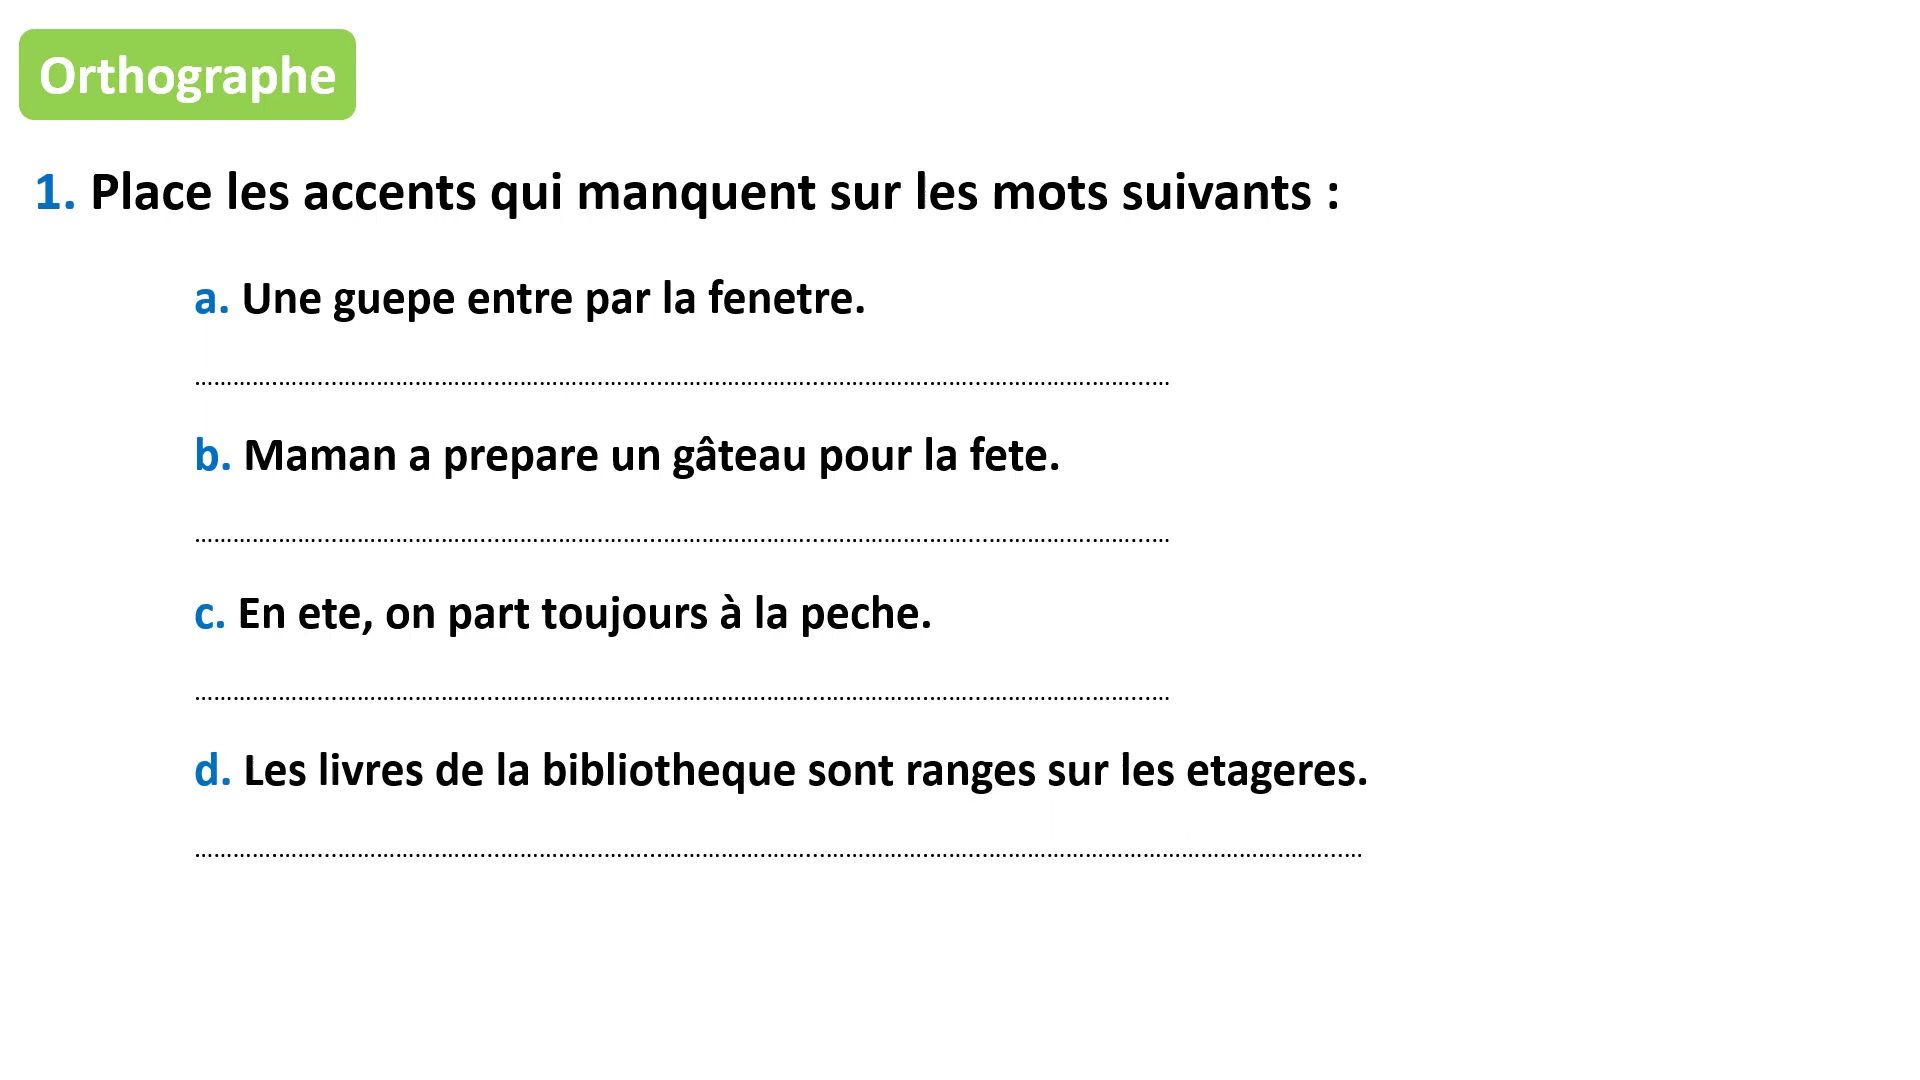 Orthographe
1. Place les accents qui manquent sur les mots suivants :
a. Une guepe entre par la fenetre.
........................................................................................................................
b. Maman a prepare un gâteau pour la fete.
........................................................................................................................
c. En ete, on part toujours à la peche.
........................................................................................................................
d. Les livres de la bibliotheque sont ranges sur les etageres.
................................................................................................................................................